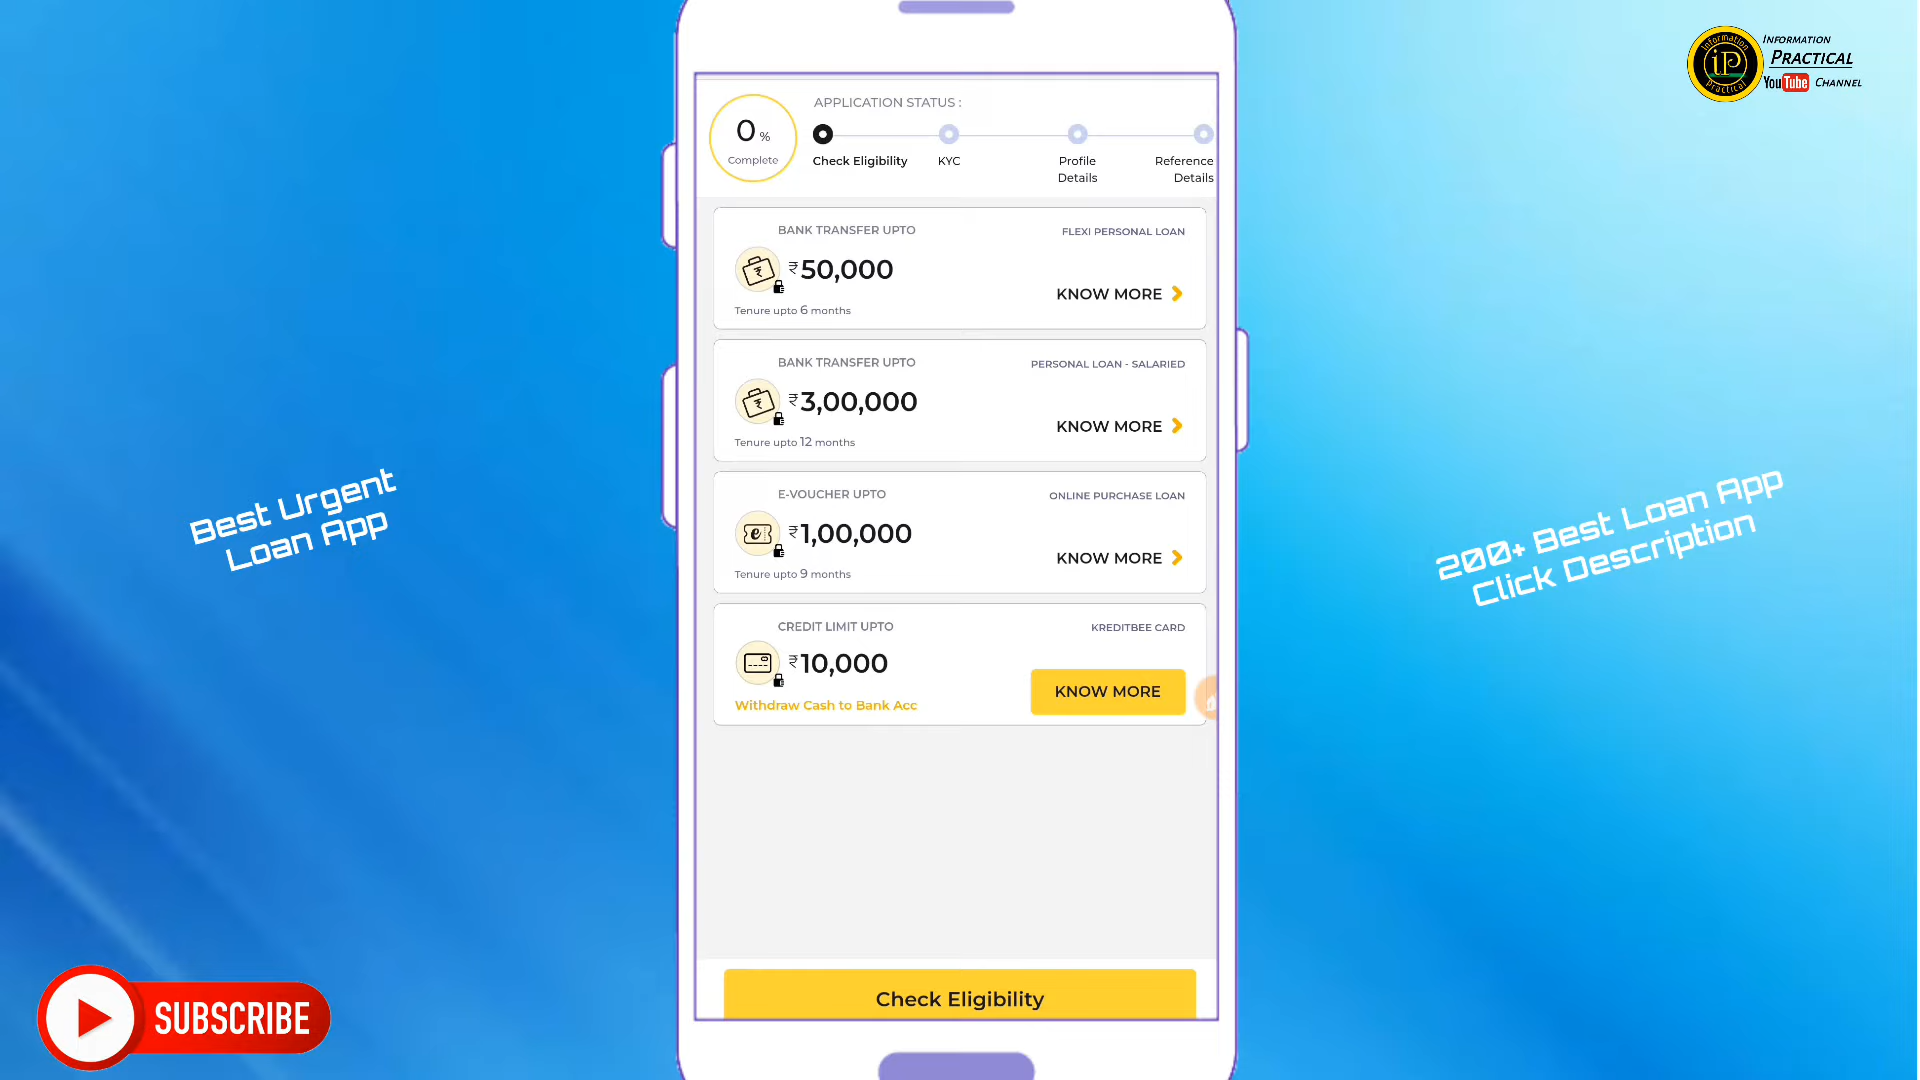 Information
iP
Practical
INFORMATION
PRACTICAL
YouTube CHANNEL
0 %
Complete
APPLICATION STATUS :
Check Eligibility
KYC
Profile
Details
Reference
Details
BANK TRANSFER UPTO
FLEXI PERSONAL LOAN
₹50,000
KNOW MORE
Tenure upto 6 months
BANK TRANSFER UPTO
PERSONAL LOAN - SALARIED
₹3,00,000
KNOW MORE
Tenure upto 12 months
E-VOUCHER UPTO
ONLINE PURCHASE LOAN
₹1,00,000
KNOW MORE
Tenure upto 9 months
CREDIT LIMIT UPTO
KREDITBEE CARD
₹10,000
KNOW MORE
Withdraw Cash to Bank Acc
Check Eligibility
Best Urgent
Loan App
200+ Best Loan App
Click Description
SUBSCRIBE